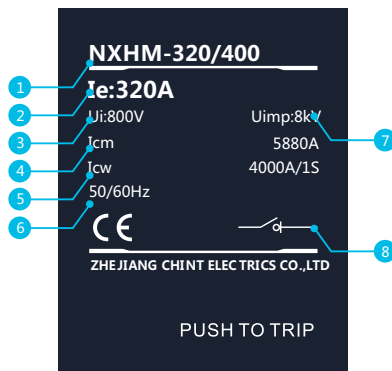 NXHM-320/400
Ie:320A
Ui:800V Uimp:8kV
Icm 5880A
Icw 4000A/1S
50/60Hz
CE
ZHEJIANG CHINT ELECTRICS CO.,LTD
PUSH TO TRIP
1
2
3
4
5
6
7
8